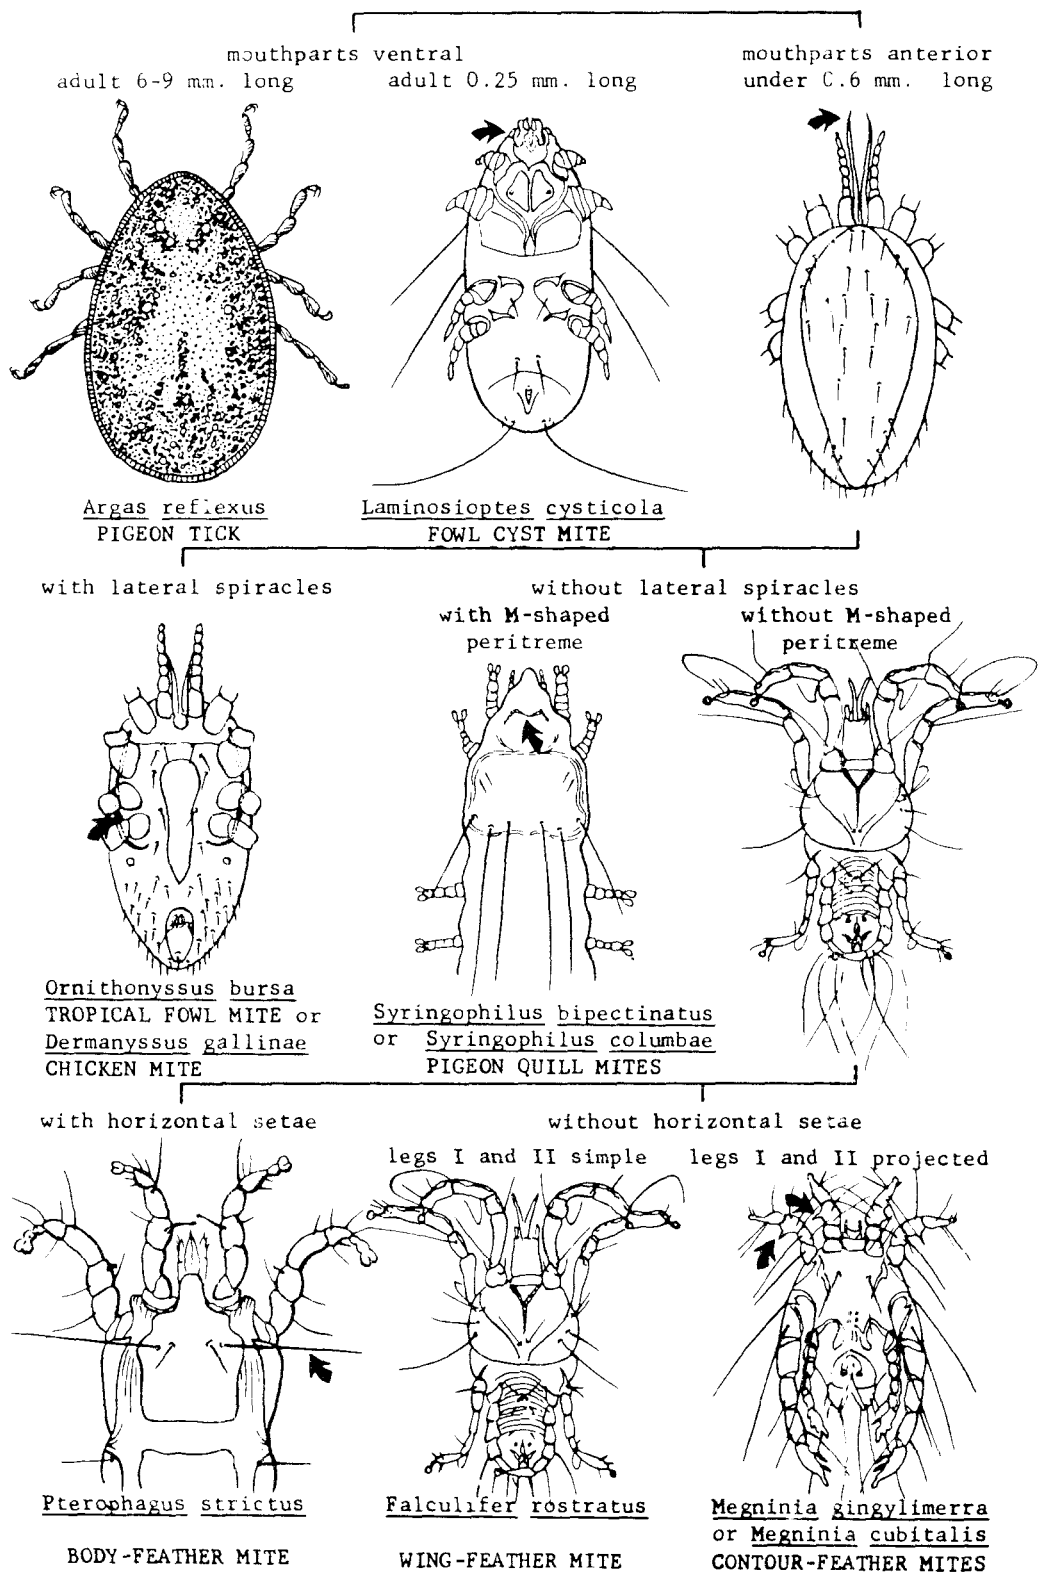 mouthparts ventral
adult 6-9 mm. long
adult 0.25 mm. long
mouthparts anterior
under 0.6 mm. long
Argas reflexus
PIGEON TICK
Laminosioptes cysticola
FOWL CYST MITE
with lateral spiracles
without lateral spiracles
with M-shaped
peritreme
without M-shaped
peritreme
Ornithonyssus bursa
TROPICAL FOWL MITE or
Dermanyssus gallinae
CHICKEN MITE
Syringophilus bipectinatus
or Syringophilus columbae
PIGEON QUILL MITES
with horizontal setae
without horizontal setae
legs I and II simple
legs I and II projected
Pterophagus strictus
BODY-FEATHER MITE
Falculifer rostratus
WING-FEATHER MITE
Megninia gingylimerra
or Megninia cubitalis
CONTOUR-FEATHER MITES